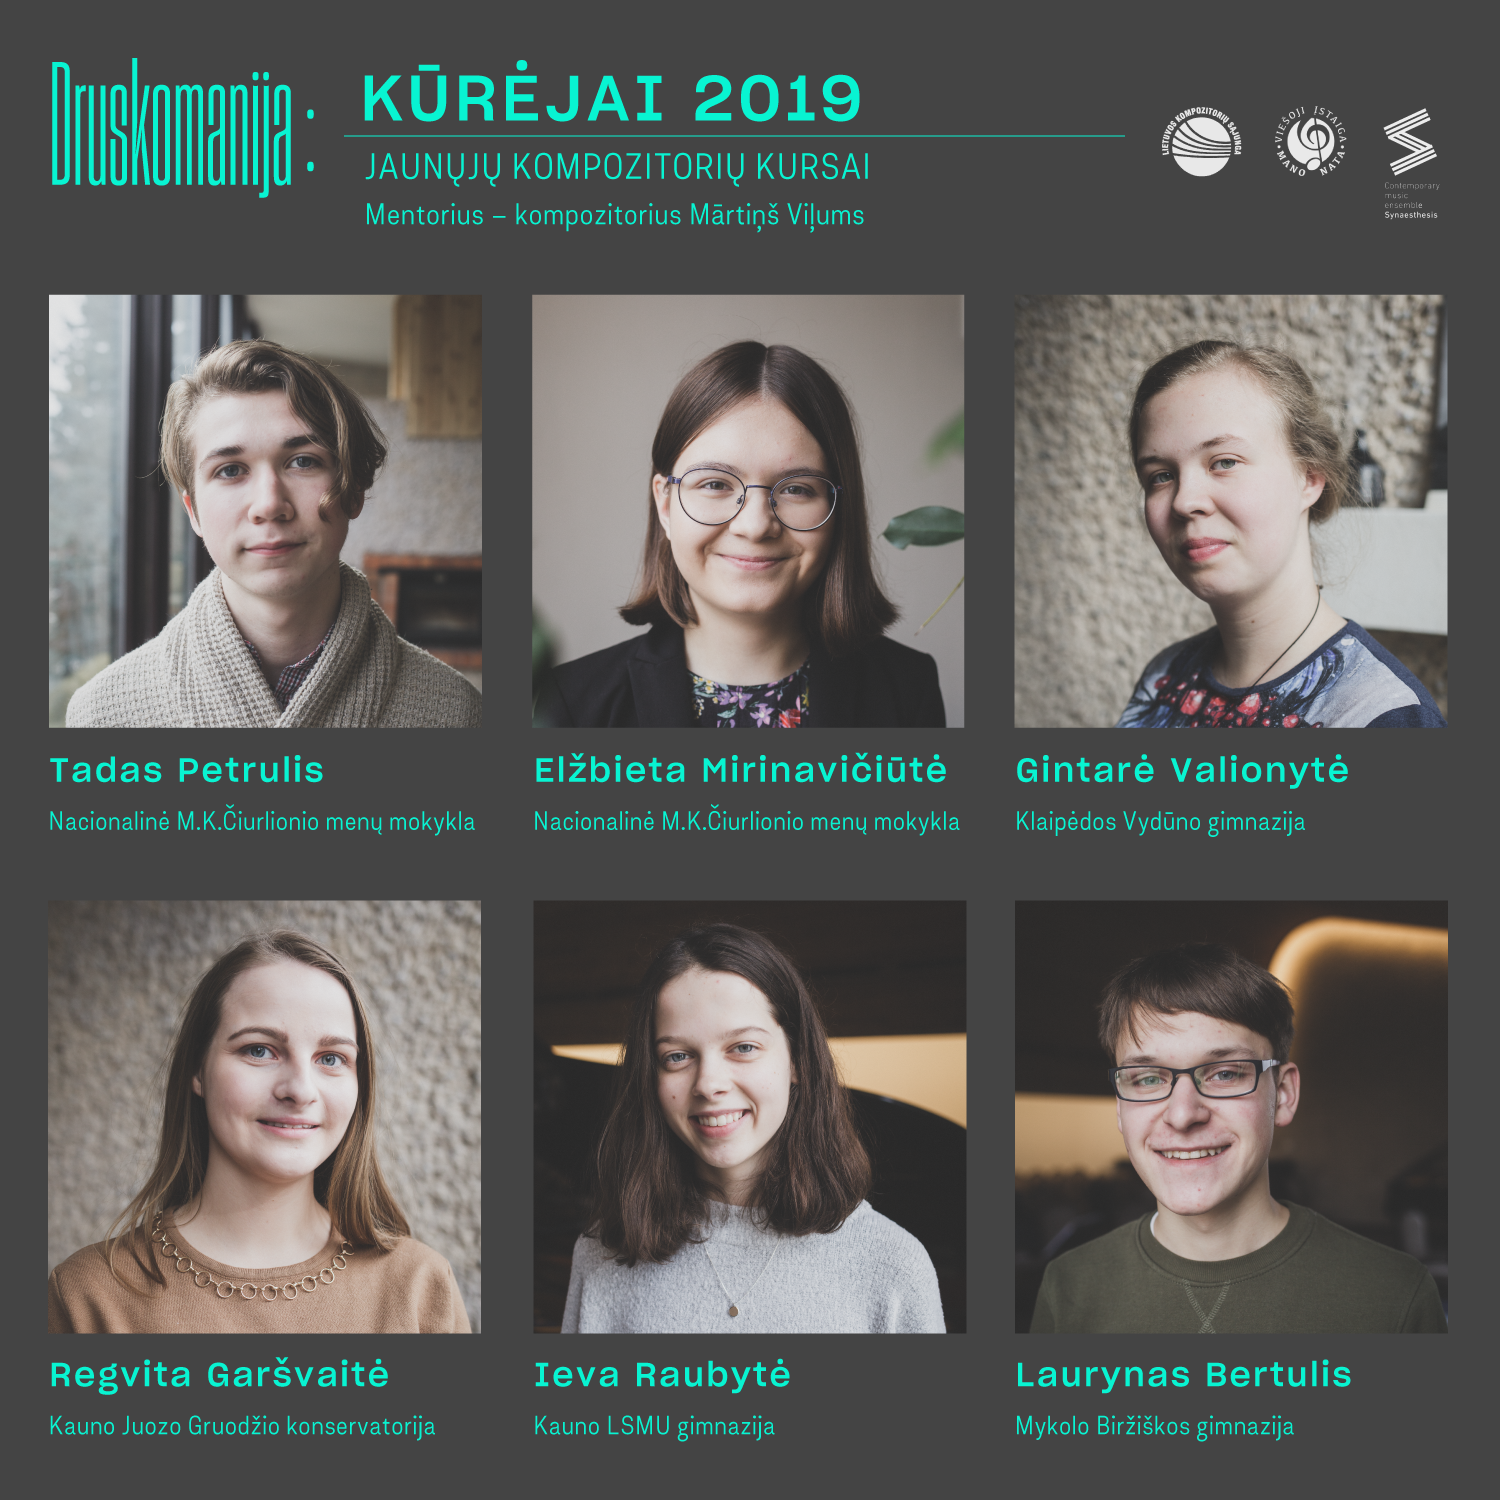 Druskomanija:
KŪRĖJAI 2019
JAUNŲJŲ KOMPOZITORIŲ KURSAI
Mentorius – kompozitorius Mārtiņš Viļums
LIETUVOS KOMPOZITORIŲ SĄJUNGA
VIEŠOJI ĮSTAIGA
MANO NATA
Contemporary
music
ensemble
Synaesthesis
Tadas Petrulis
Nacionalinė M.K.Čiurlionio menų mokykla
Elžbieta Mirinavičiūtė
Nacionalinė M.K.Čiurlionio menų mokykla
Gintarė Valionytė
Klaipėdos Vydūno gimnazija
Regvita Garšvaitė
Kauno Juozo Gruodžio konservatorija
Ieva Raubytė
Kauno LSMU gimnazija
Laurynas Bertulis
Mykolo Biržiškos gimnazija